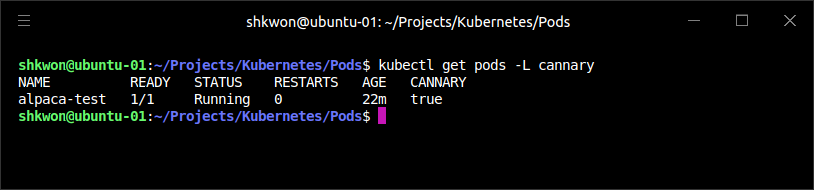 shkwon@ubuntu-01: ~/Projects/Kubernetes/Pods
shkwon@ubuntu-01:~/Projects/Kubernetes/Pods$ kubectl get pods -L cannary
NAME          READY   STATUS    RESTARTS   AGE   CANNARY
alpaca-test   1/1     Running   0          22m   true
shkwon@ubuntu-01:~/Projects/Kubernetes/Pods$